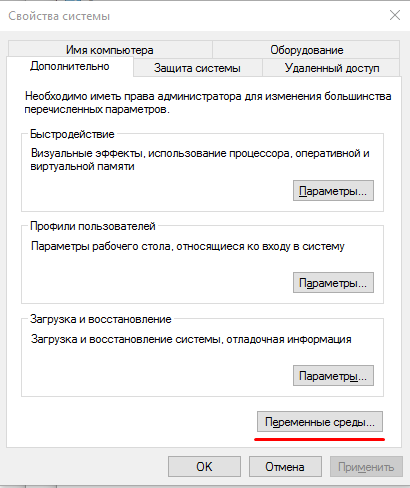 Свойства системы
Имя компьютера Оборудование
Дополнительно Защита системы Удаленный доступ
Необходимо иметь права администратора для изменения большинства
перечисленных параметров.
Быстродействие
Визуальные эффекты, использование процессора, оперативной и
виртуальной памяти
Параметры...
Профили пользователей
Параметры рабочего стола, относящиеся ко входу в систему
Параметры...
Загрузка и восстановление
Загрузка и восстановление системы, отладочная информация
Параметры...
Переменные среды...
OK Отмена Применить